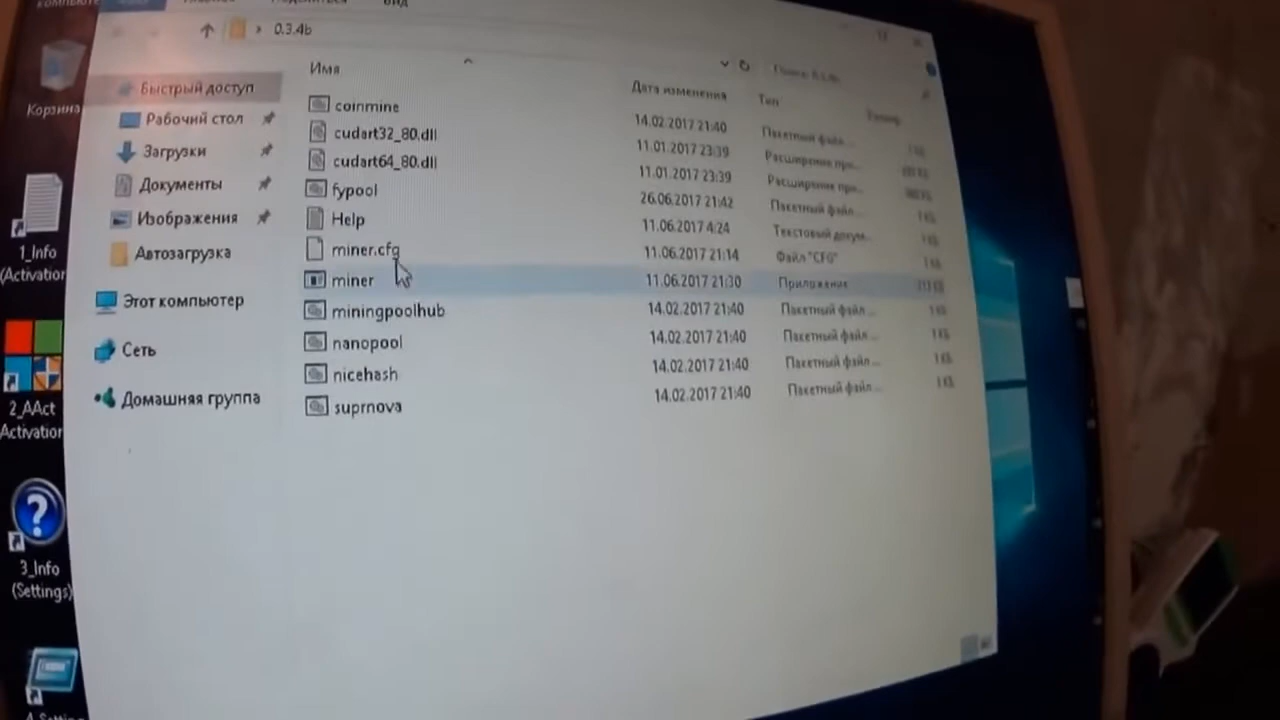 вид
0.3.4b
Корзина
1_Info
(Activation
2_AAct
Activation
3_Info
(Settings)
Быстрый доступ
Рабочий стол
Загрузки
Документы
Изображения
Автозагрузка
Этот компьютер
Сеть
Домашняя группа
Имя Дата изменения Тип
coinmine 14.02.2017 21:40 Пакетный файл...
cudart32_80.dll 11.01.2017 23:39 Расширение при...
cudart64_80.dll 11.01.2017 23:39 Расширение при...
fypool 26.06.2017 21:42 Пакетный файл...
Help 11.06.2017 4:24 Текстовый докум...
miner.cfg 11.06.2017 21:14 Файл "CFG"
miner 11.06.2017 21:30 Приложение
miningpoolhub 14.02.2017 21:40 Пакетный файл...
nanopool 14.02.2017 21:40 Пакетный файл...
nicehash 14.02.2017 21:40 Пакетный файл...
suprnova 14.02.2017 21:40 Пакетный файл...